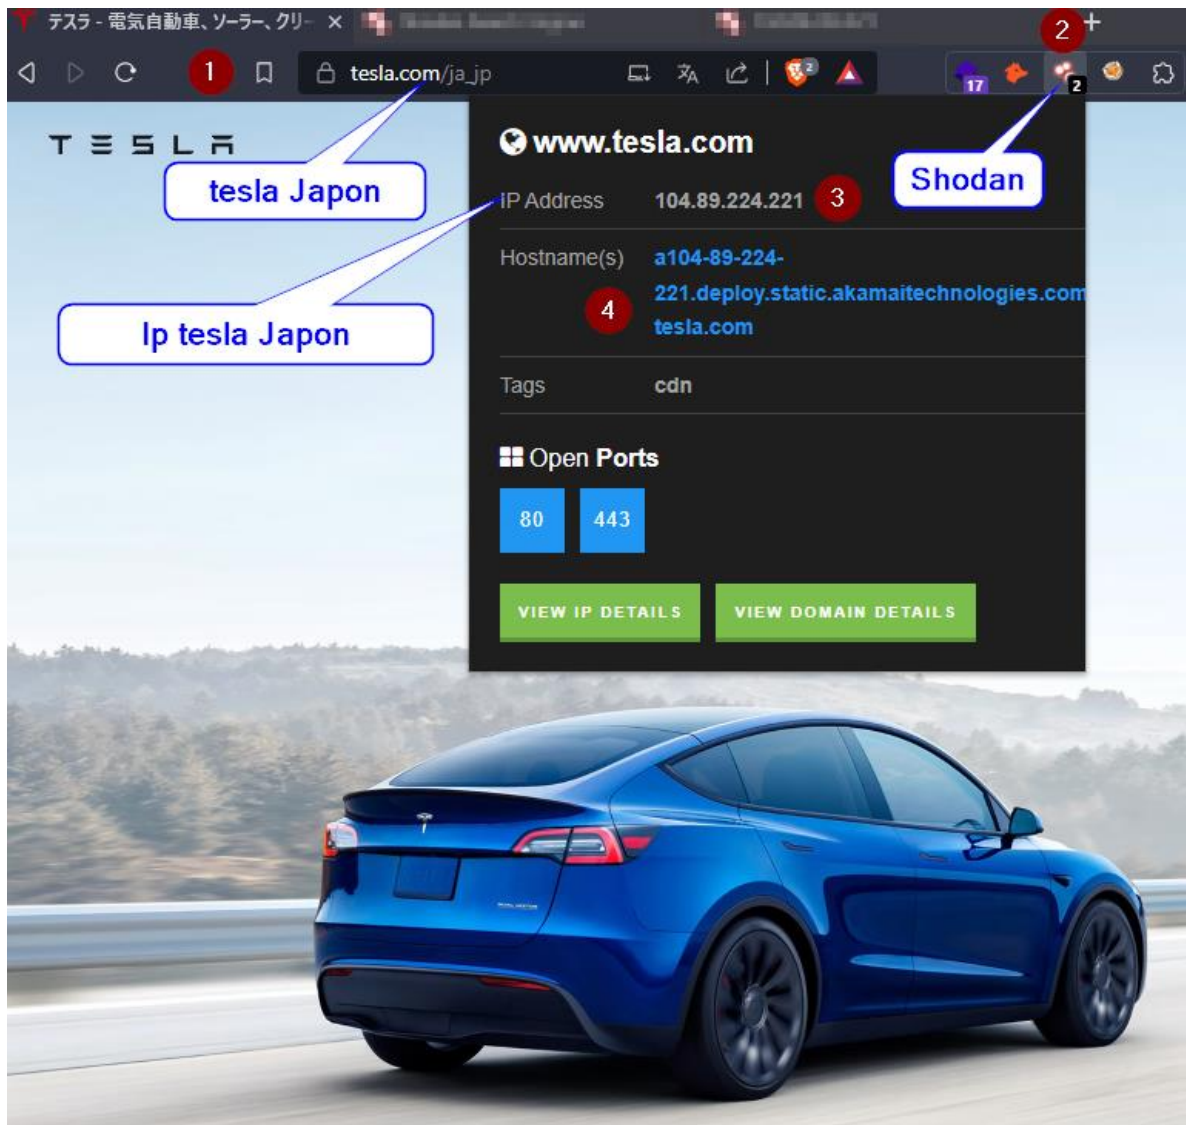 テスラ - 電気自動車、ソーラー、クリー
2
1
tesla.com/ja_jp
2
17
2
TESLA
www.tesla.com
tesla Japon
Shodan
IP Address 104.89.224.221 3
Hostname(s) a104-89-224-
221.deploy.static.akamaitechnologies.com
4
tesla.com
Ip tesla Japon
Tags cdn
Open Ports
80 443
VIEW IP DETAILS VIEW DOMAIN DETAILS